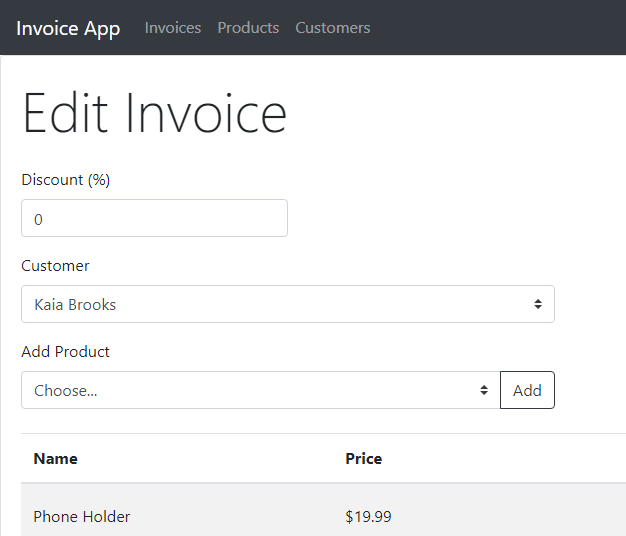 Invoice App Invoices Products Customers
Edit Invoice
Discount (%)
0
Customer
Kaia Brooks
Add Product
Choose... Add
Name Price
Phone Holder $19.99